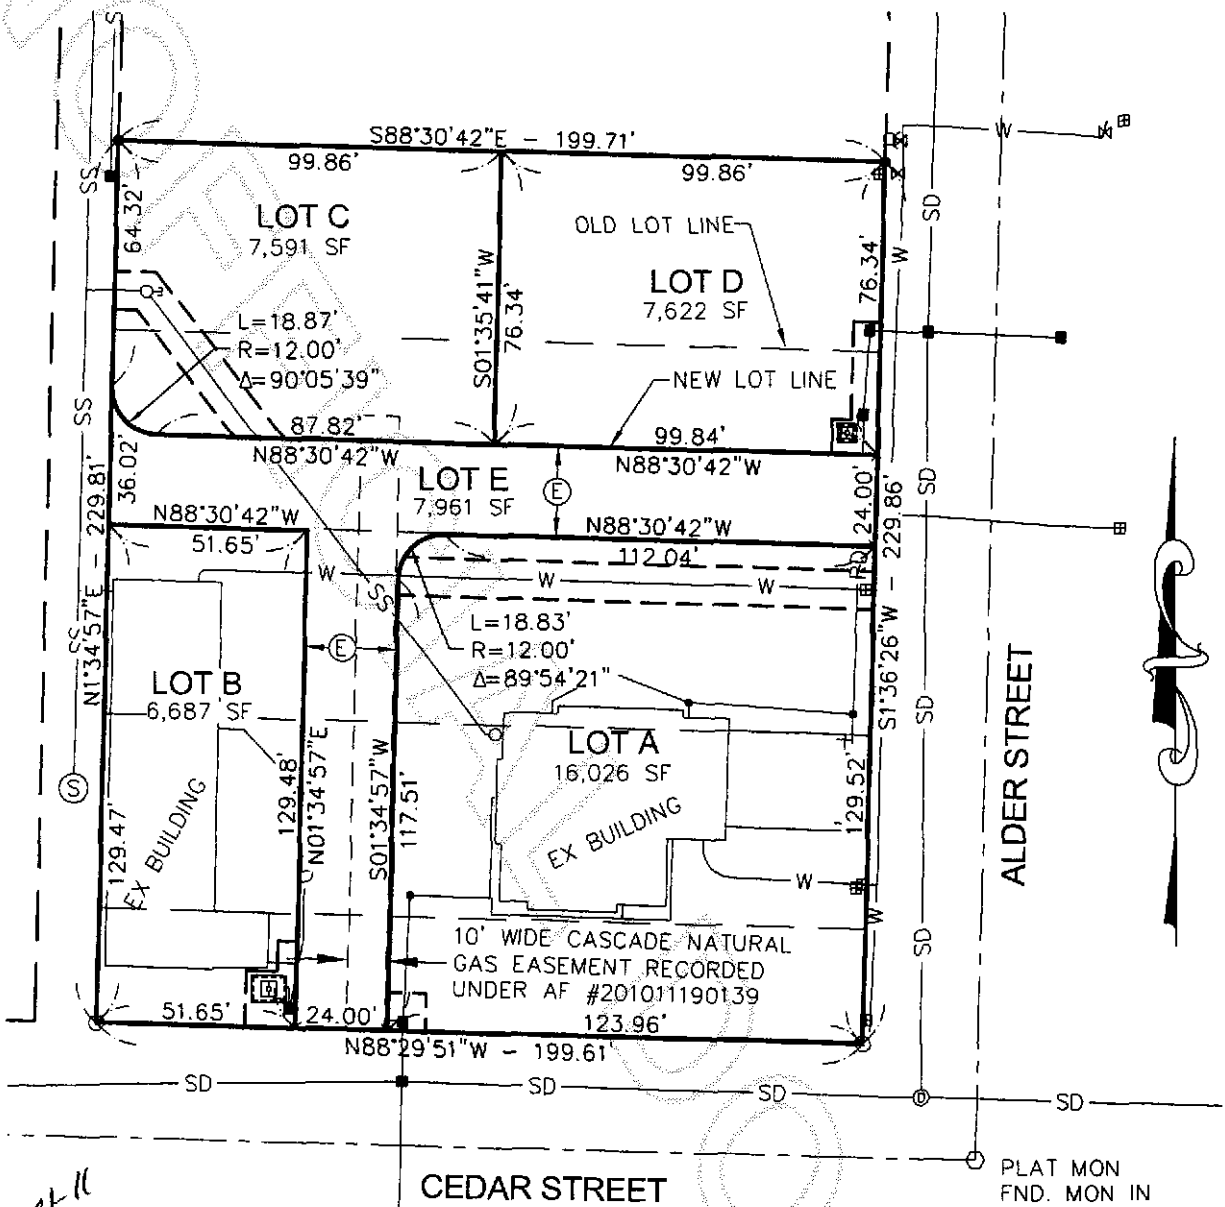 S88°30'42"E - 199.71'
99.86'
99.86'
W
SS
64.32'
LOT C
7,591 SF
OLD LOT LINE
LOT D
7,622 SF
76.34'
W
SD
S01°35'41"W
76.34'
L=18.87'
R=12.00'
Δ=90°05'39"
NEW LOT LINE
SS
87.82'
N88°30'42"W
99.84'
N88°30'42"W
36.02'
LOT E
7,961 SF
E
24.00'
SD
N88°30'42"W
51.65'
N88°30'42"W
112.04'
RD
N1°34'57"E - 229.81'
S1°36'26"W - 229.86'
W
SS
W
W
SS
L=18.83'
R=12.00'
Δ=89°54'21"
E
LOT B
6,687 SF
LOT A
16,026 SF
SD
ALDER STREET
S
129.47'
EX BUILDING
129.48'
N01°34'57"E
S01°34'57"W
117.51'
EX BUILDING
129.52'
W
W
SD
10' WIDE CASCADE NATURAL
GAS EASEMENT RECORDED
UNDER AF #201011190139
51.65'
24.00'
123.96'
N88°29'51"W - 199.61'
SD
SD
SD
D
SD
CEDAR STREET
PLAT MON
FND. MON IN